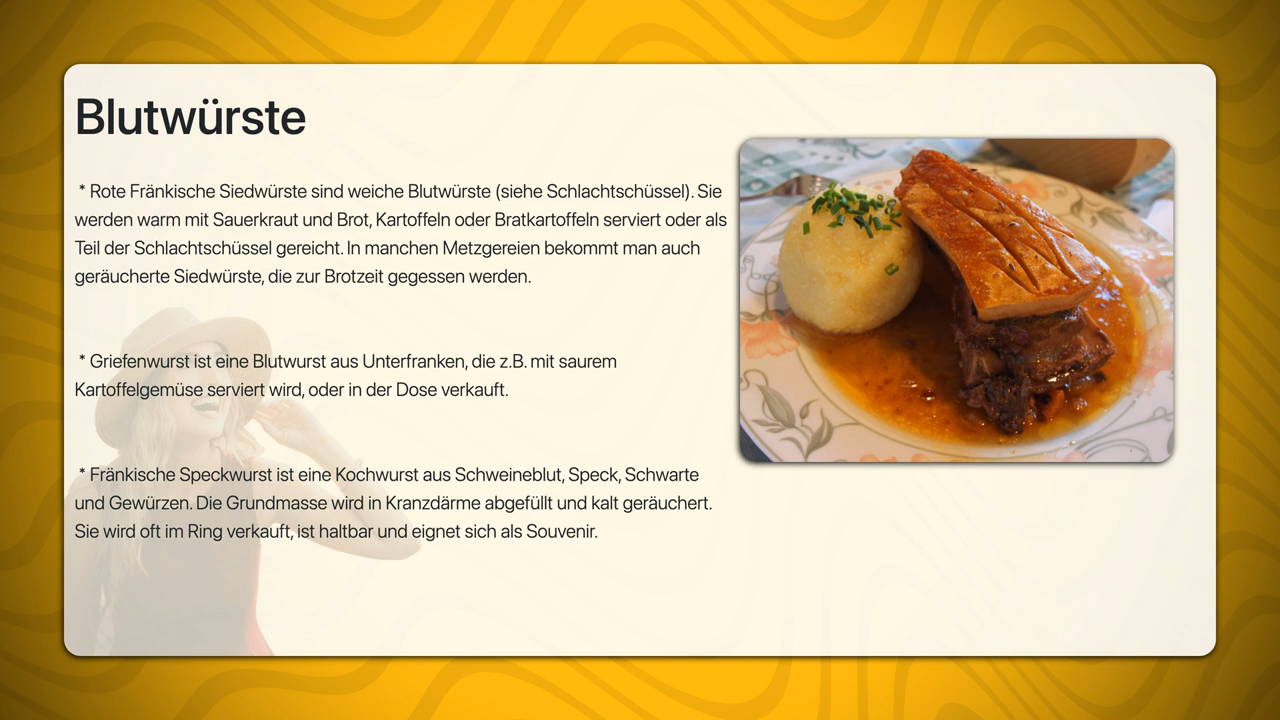 Blutwürste
* Rote Fränkische Siedwürste sind weiche Blutwürste (siehe Schlachtschüssel). Sie
werden warm mit Sauerkraut und Brot, Kartoffeln oder Bratkartoffeln serviert oder als
Teil der Schlachtschüssel gereicht. In manchen Metzgereien bekommt man auch
geräucherte Siedwürste, die zur Brotzeit gegessen werden.
* Griefenwurst ist eine Blutwurst aus Unterfranken, die z.B. mit saurem
Kartoffelgemüse serviert wird, oder in der Dose verkauft.
* Fränkische Speckwurst ist eine Kochwurst aus Schweineblut, Speck, Schwarte
und Gewürzen. Die Grundmasse wird in Kranzdärme abgefüllt und kalt geräuchert.
Sie wird oft im Ring verkauft, ist haltbar und eignet sich als Souvenir.